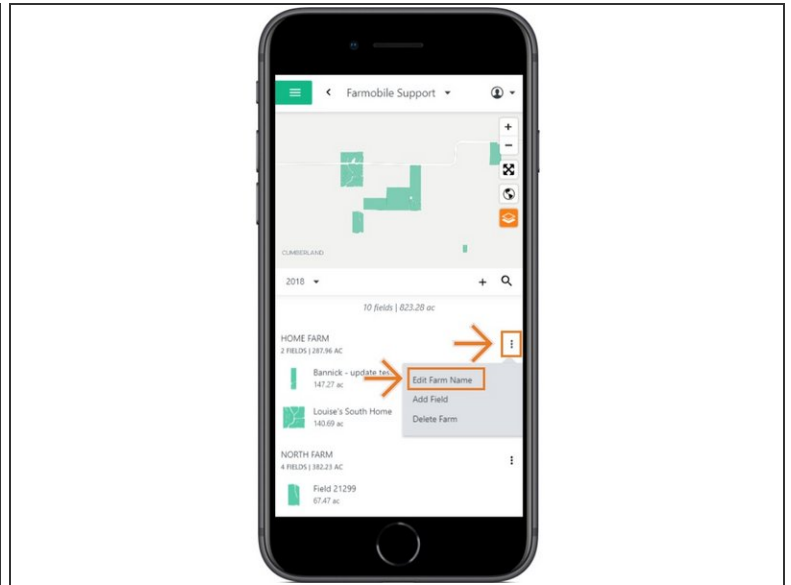 Farmobile Support
CUMBERLAND
2018
10 fields | 823.28 ac
HOME FARM
2 FIELDS | 287.96 AC
Bannick - update tes
147.27 ac
Edit Farm Name
Add Field
Louise's South Home
140.69 ac
Delete Farm
NORTH FARM
4 FIELDS | 382.23 AC
Field 21299
67.47 ac